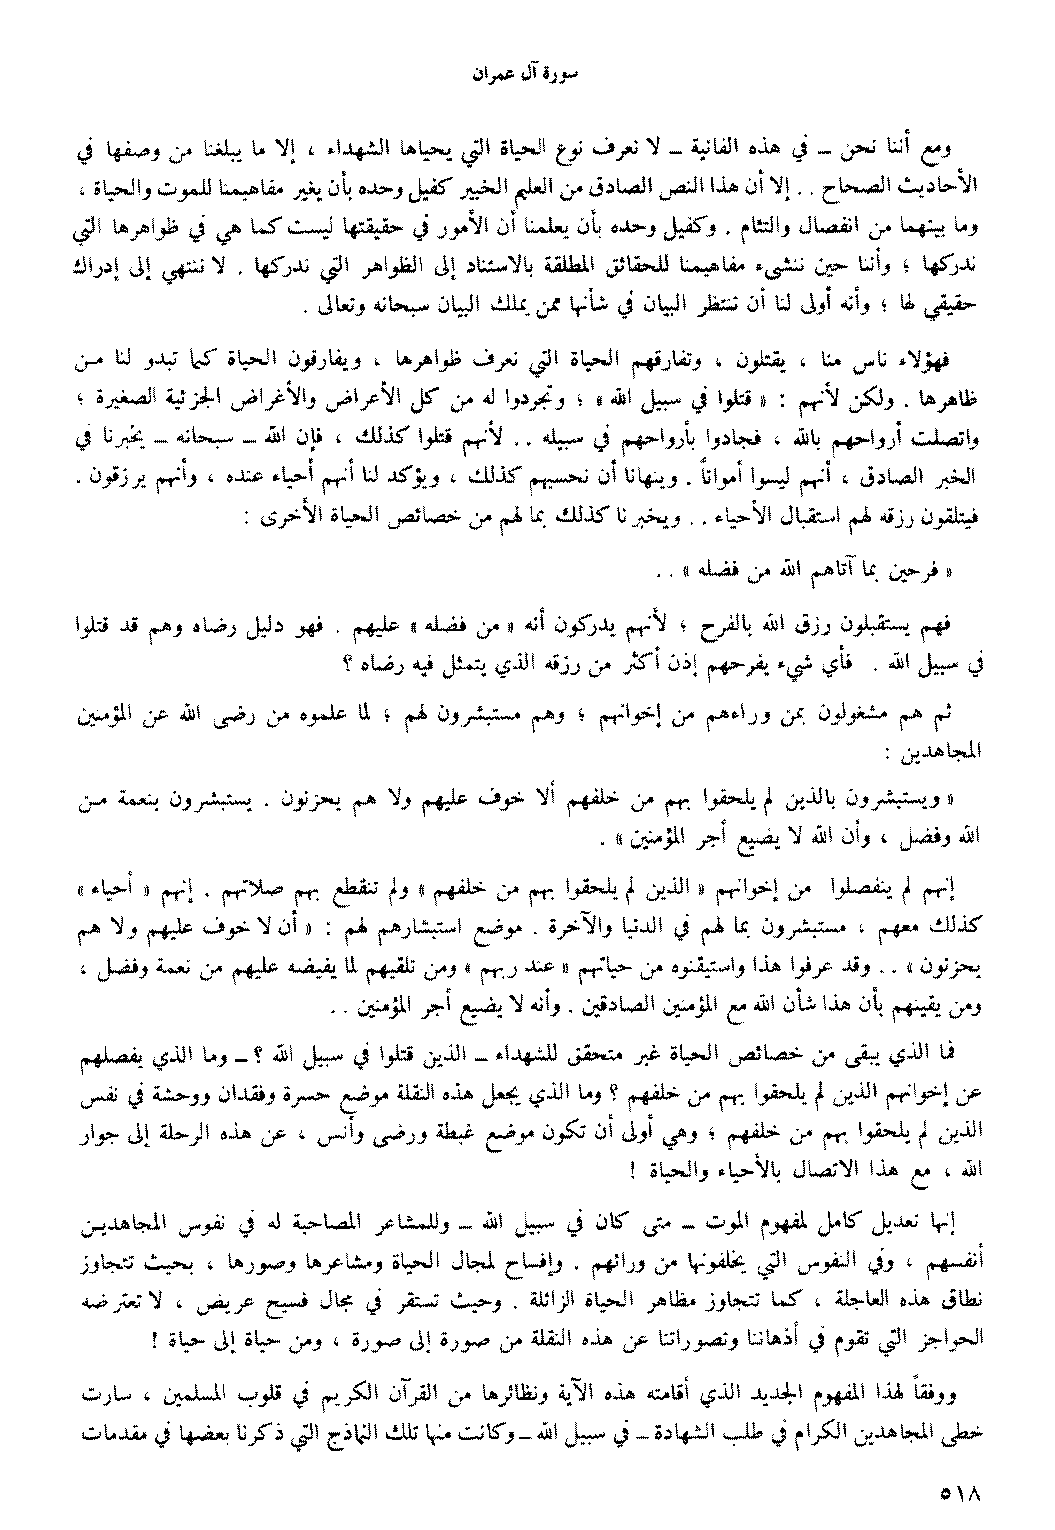 سورة آل عمران
ومع أننا نحن – في هذه الفانية – لا نعرف نوع الحياة التي يحياها الشهداء ، إلا ما يبلغنا من وصفها في
الأحاديث الصحاح . . إلا أن هذا النص الصادق من العليم الخبير كفيل وحده بأن يغير مفاهيمنا للموت والحياة ،
وما بينهما من انفصال والتئام . وكفيل وحده بأن يعلمنا أن الأمور في حقيقتها ليست كما هي في ظواهرها التي
ندركها ؛ وأننا حين ننشىء مفاهيمنا للحقائق المطلقة بالاستناد إلى الظواهر التي ندركها . لا ننتهي إلى إدراك
حقيقي لها ؛ وأنه أولى لنا أن ننتظر البيان في شأنها ممن يملك البيان سبحانه وتعالى .
فهؤلاء ناس منا ، يقتلون ، وتفارقهم الحياة التي نعرف ظواهرها ، ويفارقون الحياة كما تبدو لنا من
ظاهرها . ولكن لأنهم : « قتلوا في سبيل الله » ؛ وتجردوا له من كل الأعراض والأغراض الجزئية الصغيرة ؛
واتصلت أرواحهم بالله ، فجادوا بأرواحهم في سبيله . . لأنهم قتلوا كذلك ، فإن الله – سبحانه – يخبرنا في
الخبر الصادق ، أنهم ليسوا أمواتاً . وينهانا أن نحسبهم كذلك ، ويؤكد لنا أنهم أحياء عنده ، وأنهم يرزقون .
فيتلقون رزقه لهم استقبال الأحياء . . ويخبرنا كذلك بما لهم من خصائص الحياة الأخرى :
« فرحين بما آتاهم الله من فضله » . .
فهم يستقبلون رزق الله بالفرح ؛ لأنهم يدركون أنه « من فضله » عليهم . فهو دليل رضاه وهم قد قتلوا
في سبيل الله . فأي شيء يفرحهم إذن أكثر من رزقه الذي يتمثل فيه رضاه ؟
ثم هم مشغولون بمن وراءهم من إخوانهم ؛ وهم مستبشرون لهم ؛ لما علموه من رضى الله عن المؤمنين
المجاهدين :
« ويستبشرون بالذين لم يلحقوا بهم من خلفهم ألا خوف عليهم ولا هم يحزنون . يستبشرون بنعمة من
الله وفضل ، وأن الله لا يضيع أجر المؤمنين » .
إنهم لم ينفصلوا من إخوانهم « الذين لم يلحقوا بهم من خلفهم » ولم تنقطع بهم صلاتهم . إنهم « أحياء »
كذلك معهم ، مستبشرون بما لهم في الدنيا والآخرة . موضع استبشارهم لهم : « أن لا خوف عليهم ولا هم
يحزنون » . . وقد عرفوا هذا واستيقنوه من حياتهم « عند ربهم » ومن تلقيهم لما يفيضه عليهم من نعمة وفضل ،
ومن يقينهم بأن هذا شأن الله مع المؤمنين الصادقين . وأنه لا يضيع أجر المؤمنين . .
فما الذي يبقى من خصائص الحياة غير متحقق للشهداء – الذين قتلوا في سبيل الله ؟ – وما الذي يفصلهم
عن إخوانهم الذين لم يلحقوا بهم من خلفهم ؟ وما الذي يجعل هذه النقلة موضع حسرة وفقدان ووحشة في نفس
الذين لم يلحقوا بهم من خلفهم ؛ وهي أولى أن تكون موضع غبطة ورضى وأنس ، عن هذه الرحلة إلى جوار
الله ، مع هذا الاتصال بالأحياء والحياة !
إنها تعديل كامل لمفهوم الموت – متى كان في سبيل الله – وللمشاعر المصاحبة له في نفوس المجاهدين
أنفسهم ، وفي النفوس التي يخلفونها من ورائهم . وإفساح لمجال الحياة ومشاعرها وصورها ، بحيث تتجاوز
نطاق هذه العاجلة ، كما تتجاوز مظاهر الحياة الزائلة . وحيث تستقر في مجال فسيح عريض ، لا تعترضه
الحواجز التي تقوم في أذهاننا وتصوراتنا عن هذه النقلة من صورة إلى صورة ، ومن حياة إلى حياة !
ووفقاً لهذا المفهوم الجديد الذي أقامته هذه الآية ونظائرها من القرآن الكريم في قلوب المسلمين ، سارت
خطى المجاهدين الكرام في طلب الشهادة – في سبيل الله – وكانت منها تلك النماذج التي ذكرنا بعضها في مقدمات
٥١٨